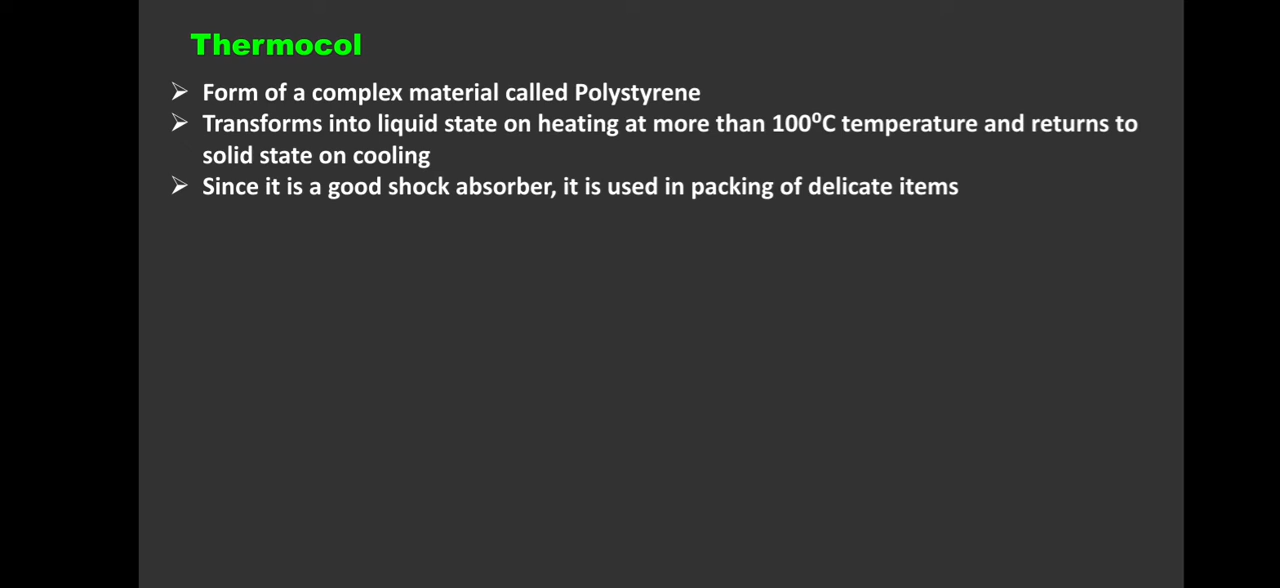 Thermocol
➢ Form of a complex material called Polystyrene
➢ Transforms into liquid state on heating at more than 100⁰C temperature and returns to
solid state on cooling
➢ Since it is a good shock absorber, it is used in packing of delicate items